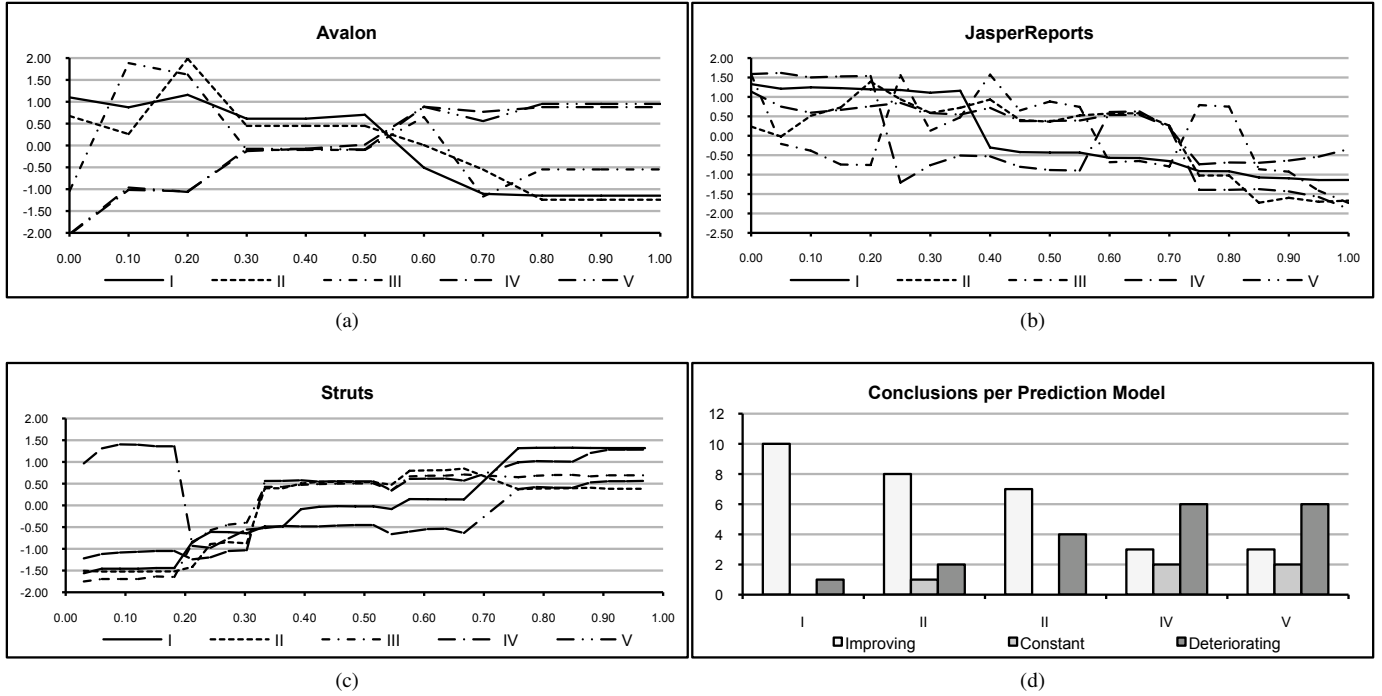 Avalon
2.00
1.50
1.00
0.50
0.00
-0.50
-1.00
-1.50
-2.00
0.00 0.10 0.20 0.30 0.40 0.50 0.60 0.70 0.80 0.90 1.00
I II III IV V
(a)
JasperReports
2.00
1.50
1.00
0.50
0.00
-0.50
-1.00
-1.50
-2.00
-2.50
0.00 0.10 0.20 0.30 0.40 0.50 0.60 0.70 0.80 0.90 1.00
I II III IV V
(b)
Struts
2.00
1.50
1.00
0.50
0.00
-0.50
-1.00
-1.50
-2.00
0.00 0.10 0.20 0.30 0.40 0.50 0.60 0.70 0.80 0.90 1.00
I II III IV V
(c)
Conclusions per Prediction Model
12
10
8
6
4
2
0
I II II IV V
Improving Constant Deteriorating
(d)